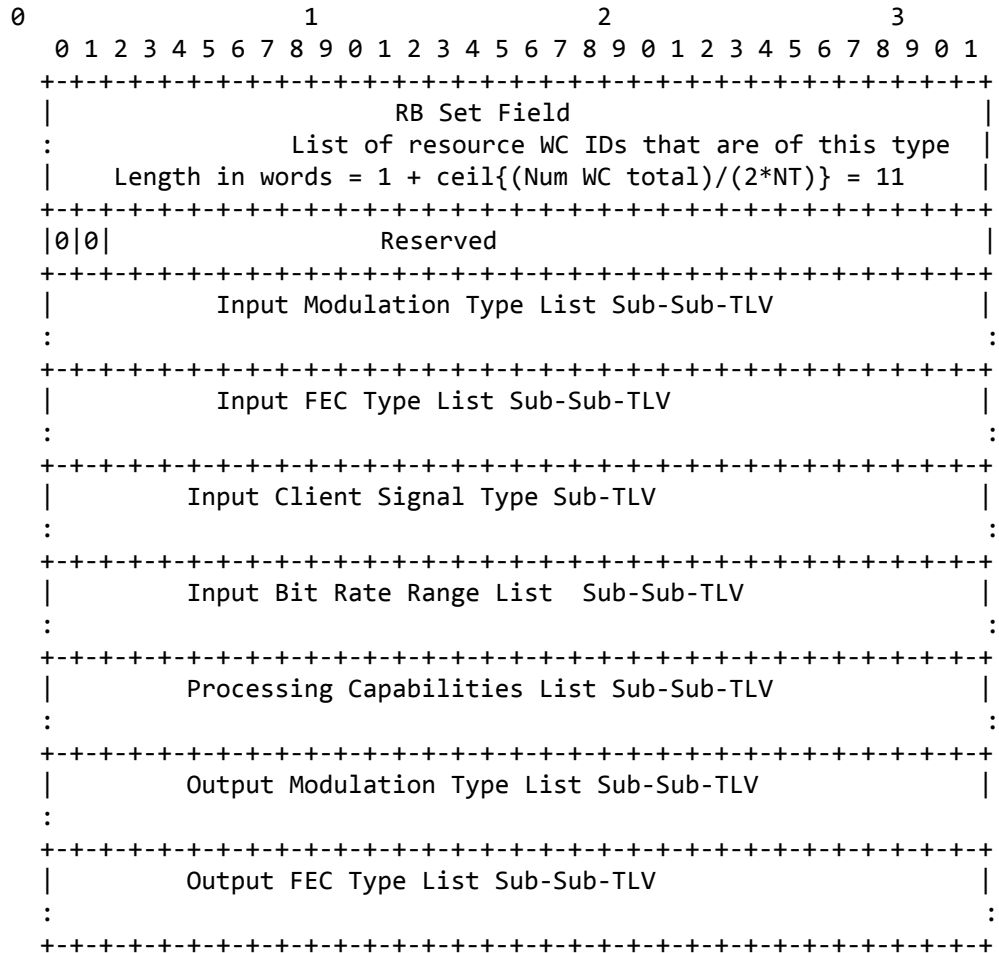 0                   1                   2                   3
   0 1 2 3 4 5 6 7 8 9 0 1 2 3 4 5 6 7 8 9 0 1 2 3 4 5 6 7 8 9 0 1
  +-+-+-+-+-+-+-+-+-+-+-+-+-+-+-+-+-+-+-+-+-+-+-+-+-+-+-+-+-+-+-+-+
  |                       RB Set Field                            |
  :                List of resource WC IDs that are of this type  |
  |    Length in words = 1 + ceil{(Num WC total)/(2*NT)} = 11     |
  +-+-+-+-+-+-+-+-+-+-+-+-+-+-+-+-+-+-+-+-+-+-+-+-+-+-+-+-+-+-+-+-+
  |0|0|                  Reserved                                 |
  +-+-+-+-+-+-+-+-+-+-+-+-+-+-+-+-+-+-+-+-+-+-+-+-+-+-+-+-+-+-+-+-+
  |           Input Modulation Type List Sub-Sub-TLV              |
  :                                                               :
  +-+-+-+-+-+-+-+-+-+-+-+-+-+-+-+-+-+-+-+-+-+-+-+-+-+-+-+-+-+-+-+-+
  |           Input FEC Type List Sub-Sub-TLV                     |
  :                                                               :
  +-+-+-+-+-+-+-+-+-+-+-+-+-+-+-+-+-+-+-+-+-+-+-+-+-+-+-+-+-+-+-+-+
  |         Input Client Signal Type Sub-TLV                      |
  :                                                               :
  +-+-+-+-+-+-+-+-+-+-+-+-+-+-+-+-+-+-+-+-+-+-+-+-+-+-+-+-+-+-+-+-+
  |         Input Bit Rate Range List  Sub-Sub-TLV                |
  :                                                               :
  +-+-+-+-+-+-+-+-+-+-+-+-+-+-+-+-+-+-+-+-+-+-+-+-+-+-+-+-+-+-+-+-+
  |         Processing Capabilities List Sub-Sub-TLV              |
  :                                                               :
  +-+-+-+-+-+-+-+-+-+-+-+-+-+-+-+-+-+-+-+-+-+-+-+-+-+-+-+-+-+-+-+-+
  |         Output Modulation Type List Sub-Sub-TLV               |
  :
  +-+-+-+-+-+-+-+-+-+-+-+-+-+-+-+-+-+-+-+-+-+-+-+-+-+-+-+-+-+-+-+-+
  |         Output FEC Type List Sub-Sub-TLV                      |
  :                                                               :
  +-+-+-+-+-+-+-+-+-+-+-+-+-+-+-+-+-+-+-+-+-+-+-+-+-+-+-+-+-+-+-+-+